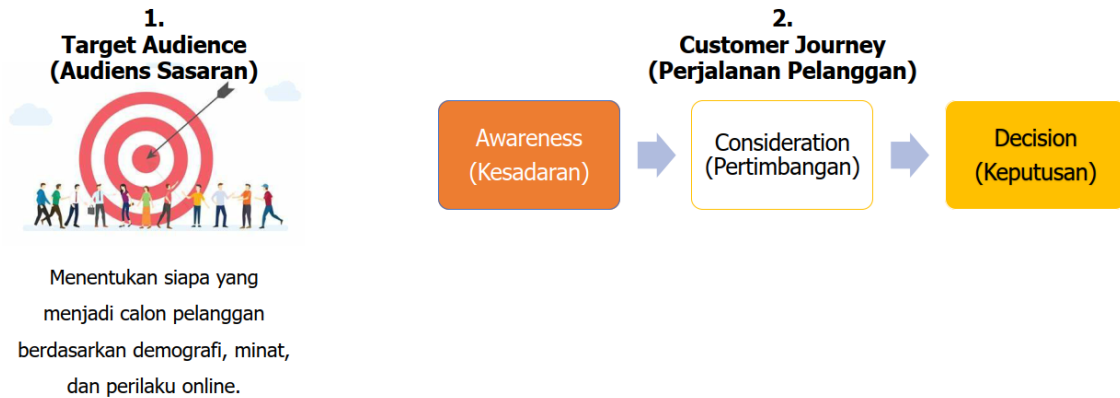 1.
Target Audience
(Audiens Sasaran)
Menentukan siapa yang
menjadi calon pelanggan
berdasarkan demografi, minat,
dan perilaku online.
2.
Customer Journey
(Perjalanan Pelanggan)
Awareness
(Kesadaran)
Consideration
(Pertimbangan)
Decision
(Keputusan)